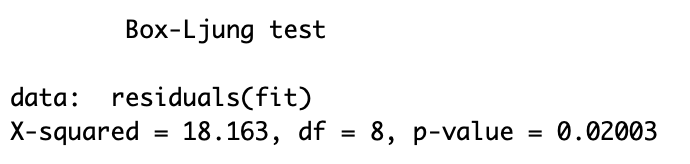 Box-Ljung test
data:  residuals(fit)
X-squared = 18.163, df = 8, p-value = 0.02003